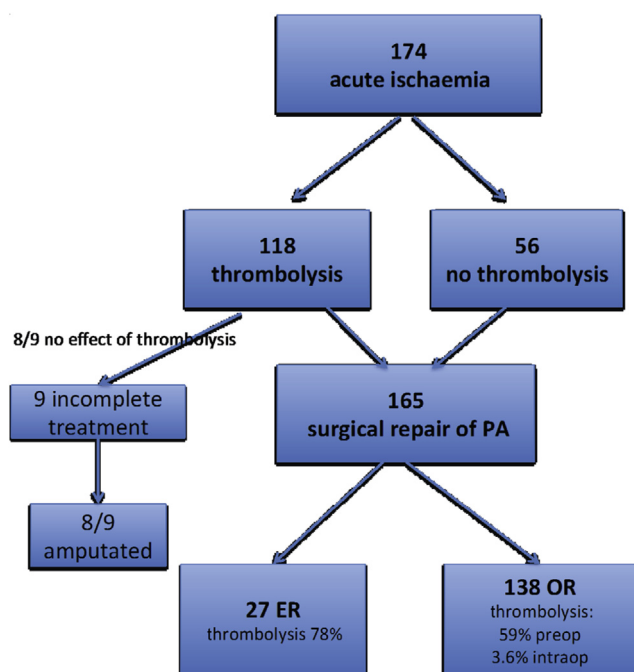 174
acute ischaemia
118
thrombolysis
56
no thrombolysis
8/9 no effect of thrombolysis
9 incomplete
treatment
165
surgical repair of PA
8/9
amputated
27 ER
thrombolysis 78%
138 OR
thrombolysis:
59% preop
3.6% intraop